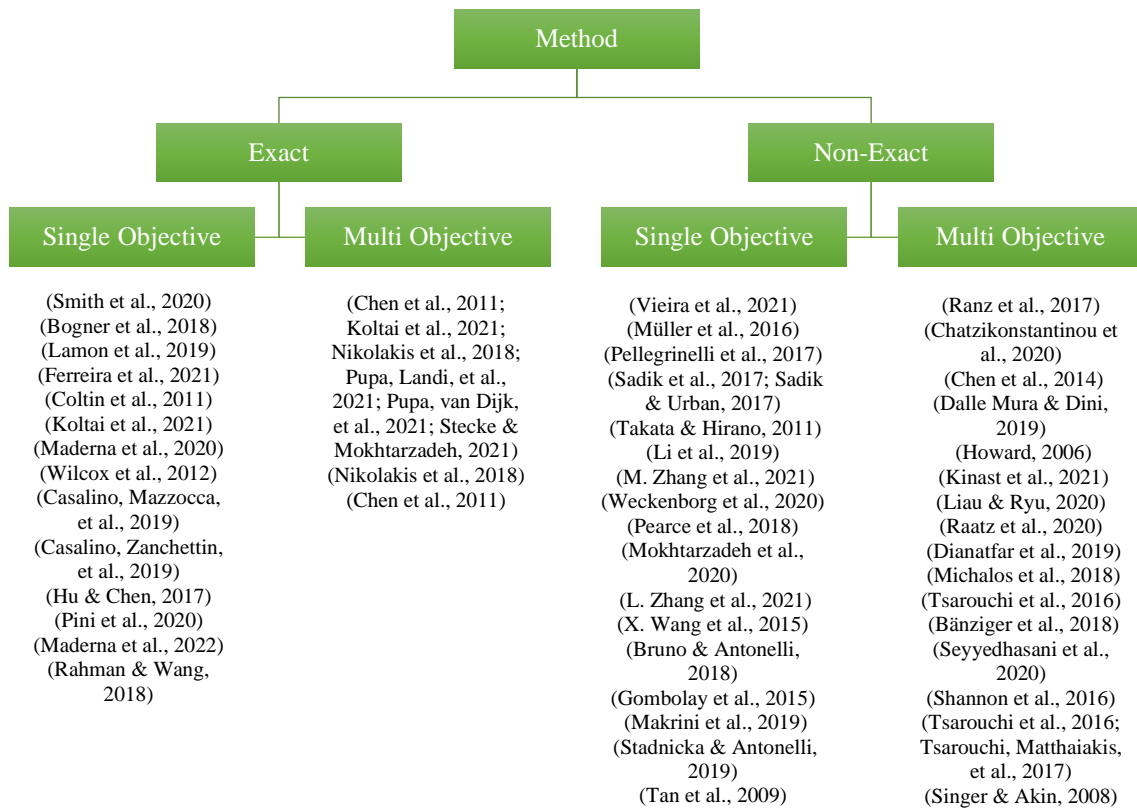 Method
Exact
Non-Exact
Single Objective
Multi Objective
Single Objective
Multi Objective
(Smith et al., 2020)
(Bogner et al., 2018)
(Lamon et al., 2019)
(Ferreira et al., 2021)
(Coltin et al., 2011)
(Koltai et al., 2021)
(Maderna et al., 2020)
(Wilcox et al., 2012)
(Casalino, Mazzocca,
et al., 2019)
(Casalino, Zanchettin,
et al., 2019)
(Hu & Chen, 2017)
(Pini et al., 2020)
(Maderna et al., 2022)
(Rahman & Wang,
2018)
(Chen et al., 2011;
Koltai et al., 2021;
Nikolakis et al., 2018;
Pupa, Landi, et al.,
2021; Pupa, van Dijk,
et al., 2021; Stecke &
Mokhtarzadeh, 2021)
(Nikolakis et al., 2018)
(Chen et al., 2011)
(Vieira et al., 2021)
(Müller et al., 2016)
(Pellegrinelli et al., 2017)
(Sadik et al., 2017; Sadik
& Urban, 2017)
(Takata & Hirano, 2011)
(Li et al., 2019)
(M. Zhang et al., 2021)
(Weckenborg et al., 2020)
(Pearce et al., 2018)
(Mokhtarzadeh et al.,
2020)
(L. Zhang et al., 2021)
(X. Wang et al., 2015)
(Bruno & Antonelli,
2018)
(Gombolay et al., 2015)
(Makrini et al., 2019)
(Stadnicka & Antonelli,
2019)
(Tan et al., 2009)
(Ranz et al., 2017)
(Chatzikonstantinou et
al., 2020)
(Chen et al., 2014)
(Dalle Mura & Dini,
2019)
(Howard, 2006)
(Kinast et al., 2021)
(Liau & Ryu, 2020)
(Raatz et al., 2020)
(Dianatfar et al., 2019)
(Michalos et al., 2018)
(Tsarouchi et al., 2016)
(Bänziger et al., 2018)
(Seyyedhasani et al.,
2020)
(Shannon et al., 2016)
(Tsarouchi et al., 2016;
Tsarouchi, Matthaiakis,
et al., 2017)
(Singer & Akin, 2008)